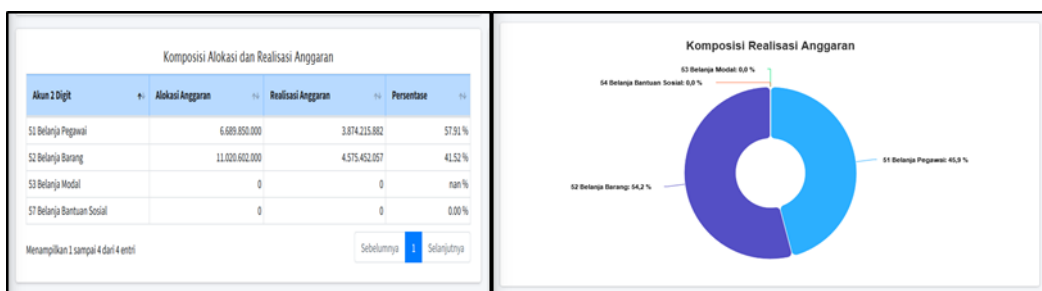 Komposisi Alokasi dan Realisasi Anggaran
Akun 2 Digit Alokasi Anggaran Realisasi Anggaran Persentase
51 Belanja Pegawai 6.689.850.000 3.874.215.882 57.91 %
52 Belanja Barang 11.020.602.000 4.575.452.057 41.52 %
53 Belanja Modal 0 0 nan %
57 Belanja Bantuan Sosial 0 0 0.00 %
Menampilkan 1 sampai 4 dari 4 entri
Sebelumnya 1 Selanjutnya
Komposisi Realisasi Anggaran
53 Belanja Modal: 0,0 %
54 Belanja Bantuan Sosial: 0,0 %
51 Belanja Pegawai: 45,9 %
52 Belanja Barang: 54,2 %